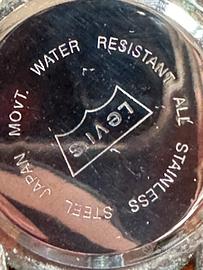 WATER RESISTANT ALL STAINLESS STEEL JAPAN MOVT.
LEVI'S